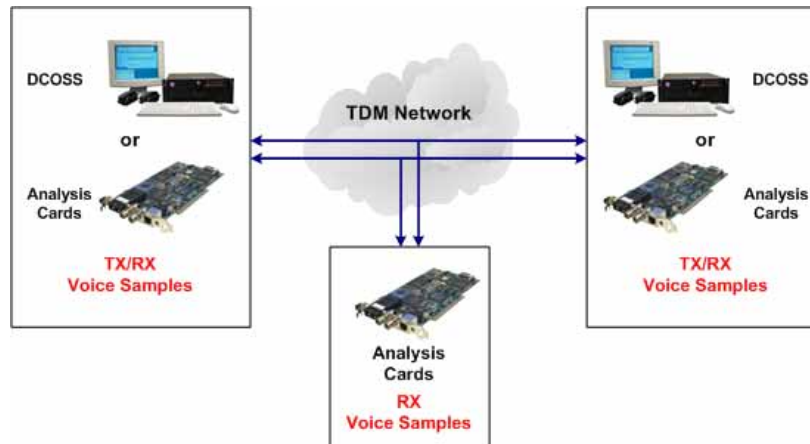 DCOSS
or
Analysis
Cards
TX/RX
Voice Samples
TDM Network
DCOSS
or
Analysis
Cards
TX/RX
Voice Samples
Analysis
Cards
RX
Voice Samples